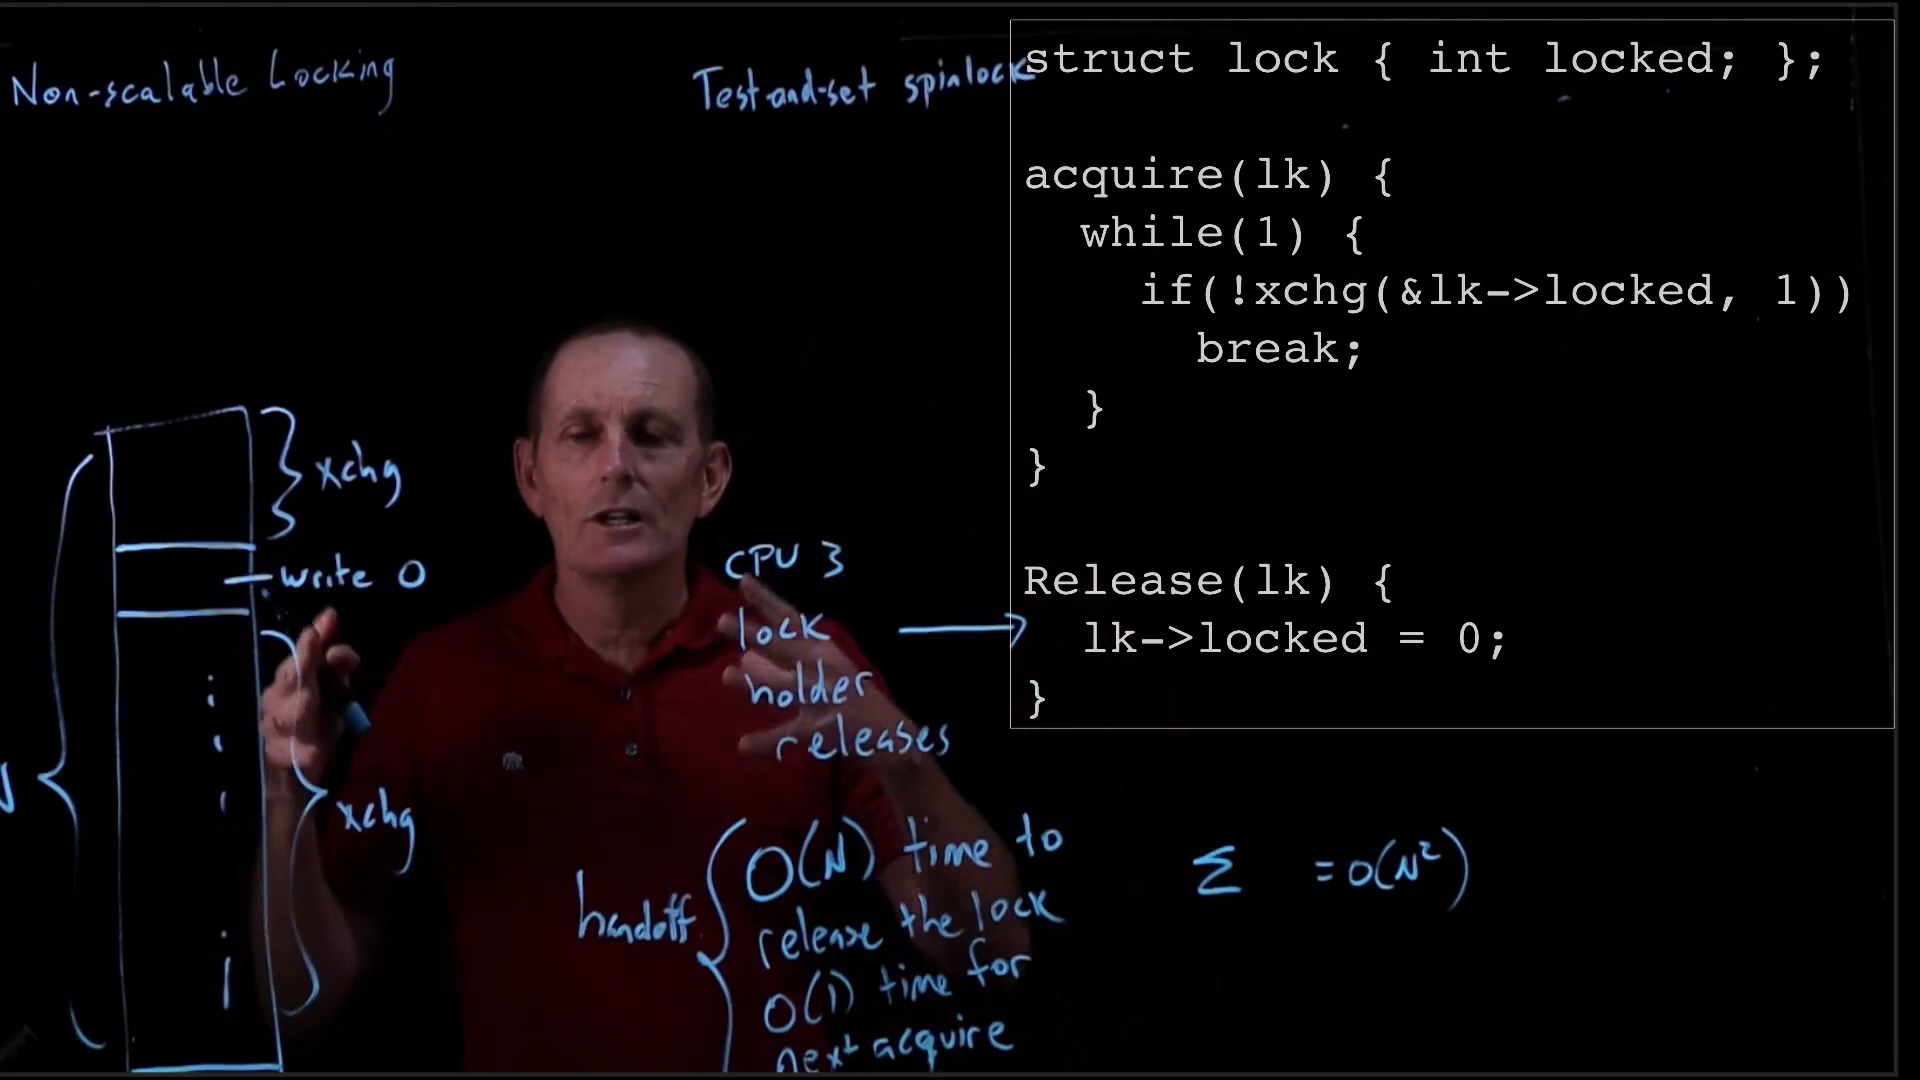 Non-scalable Locking
Test-and-set spinlock
struct lock { int locked; };
acquire(lk) {
while(1) {
if(!xchg(&lk->locked, 1))
break;
}
}
Release(lk) {
lk->locked = 0;
}
xchg
write 0
xchg
N
CPU 3
lock
holder
releases
handoff
O(N) time to
release the lock
O(1) time for
next acquire
Σ = O(N²)